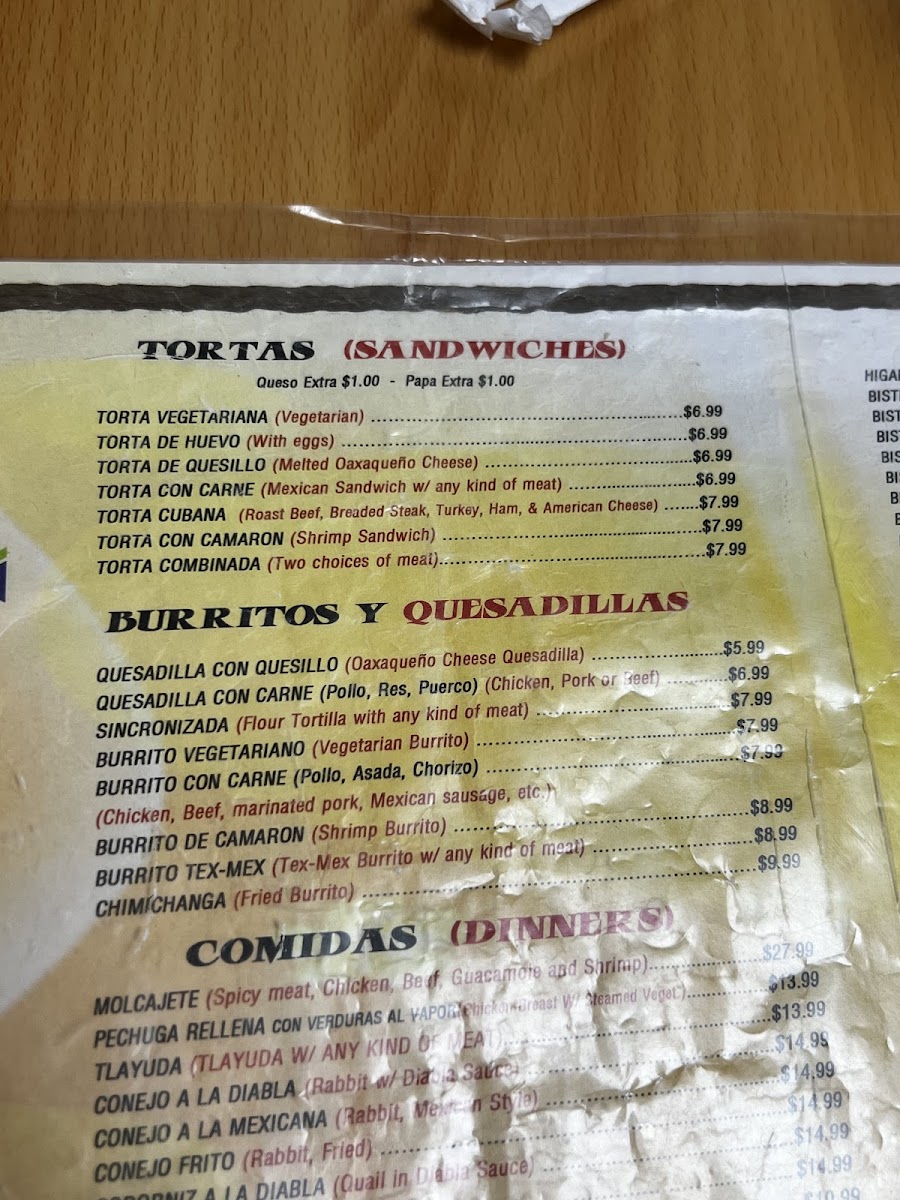 TORTAS (SANDWICHES)
Queso Extra $1.00 - Papa Extra $1.00
TORTA VEGETARIANA (Vegetarian) $6.99
TORTA DE HUEVO (With eggs) $6.99
TORTA DE QUESILLO (Melted Oaxaqueño Cheese) $6.99
TORTA CON CARNE (Mexican Sandwich w/ any kind of meat) $6.99
TORTA CUBANA (Roast Beef, Breaded Steak, Turkey, Ham, & American Cheese) $7.99
TORTA CON CAMARON (Shrimp Sandwich) $7.99
TORTA COMBINADA (Two choices of meat) $7.99
BURRITOS Y QUESADILLAS
QUESADILLA CON QUESILLO (Oaxaqueño Cheese Quesadilla) $5.99
QUESADILLA CON CARNE (Pollo, Res, Puerco) (Chicken, Pork or Beef) $6.99
SINCRONIZADA (Flour Tortilla with any kind of meat) $7.99
BURRITO VEGETARIANO (Vegetarian Burrito) $7.99
BURRITO CON CARNE (Pollo, Asada, Chorizo) $7.99
(Chicken, Beef, marinated pork, Mexican sausage, etc.)
BURRITO DE CAMARON (Shrimp Burrito) $8.99
BURRITO TEX-MEX (Tex-Mex Burrito w/ any kind of meat) $8.99
CHIMICHANGA (Fried Burrito) $9.99
COMIDAS (DINNERS)
MOLCAJETE (Spicy meat, Chicken, Beef, Guacamole and Shrimp) $27.99
PECHUGA RELLENA CON VERDURAS AL VAPOR (Chicken Breast W/ Steamed Veget.) $13.99
TLAYUDA (TLAYUDA W/ ANY KIND OF MEAT) $13.99
CONEJO A LA DIABLA (Rabbit w/ Diabla Sauce) $14.99
CONEJO A LA MEXICANA (Rabbit, Mexican Style) $14.99
CONEJO FRITO (Rabbit, Fried) $14.99
A LA DIABLA (Quail in Diabla Sauce) $14.99
$14.99